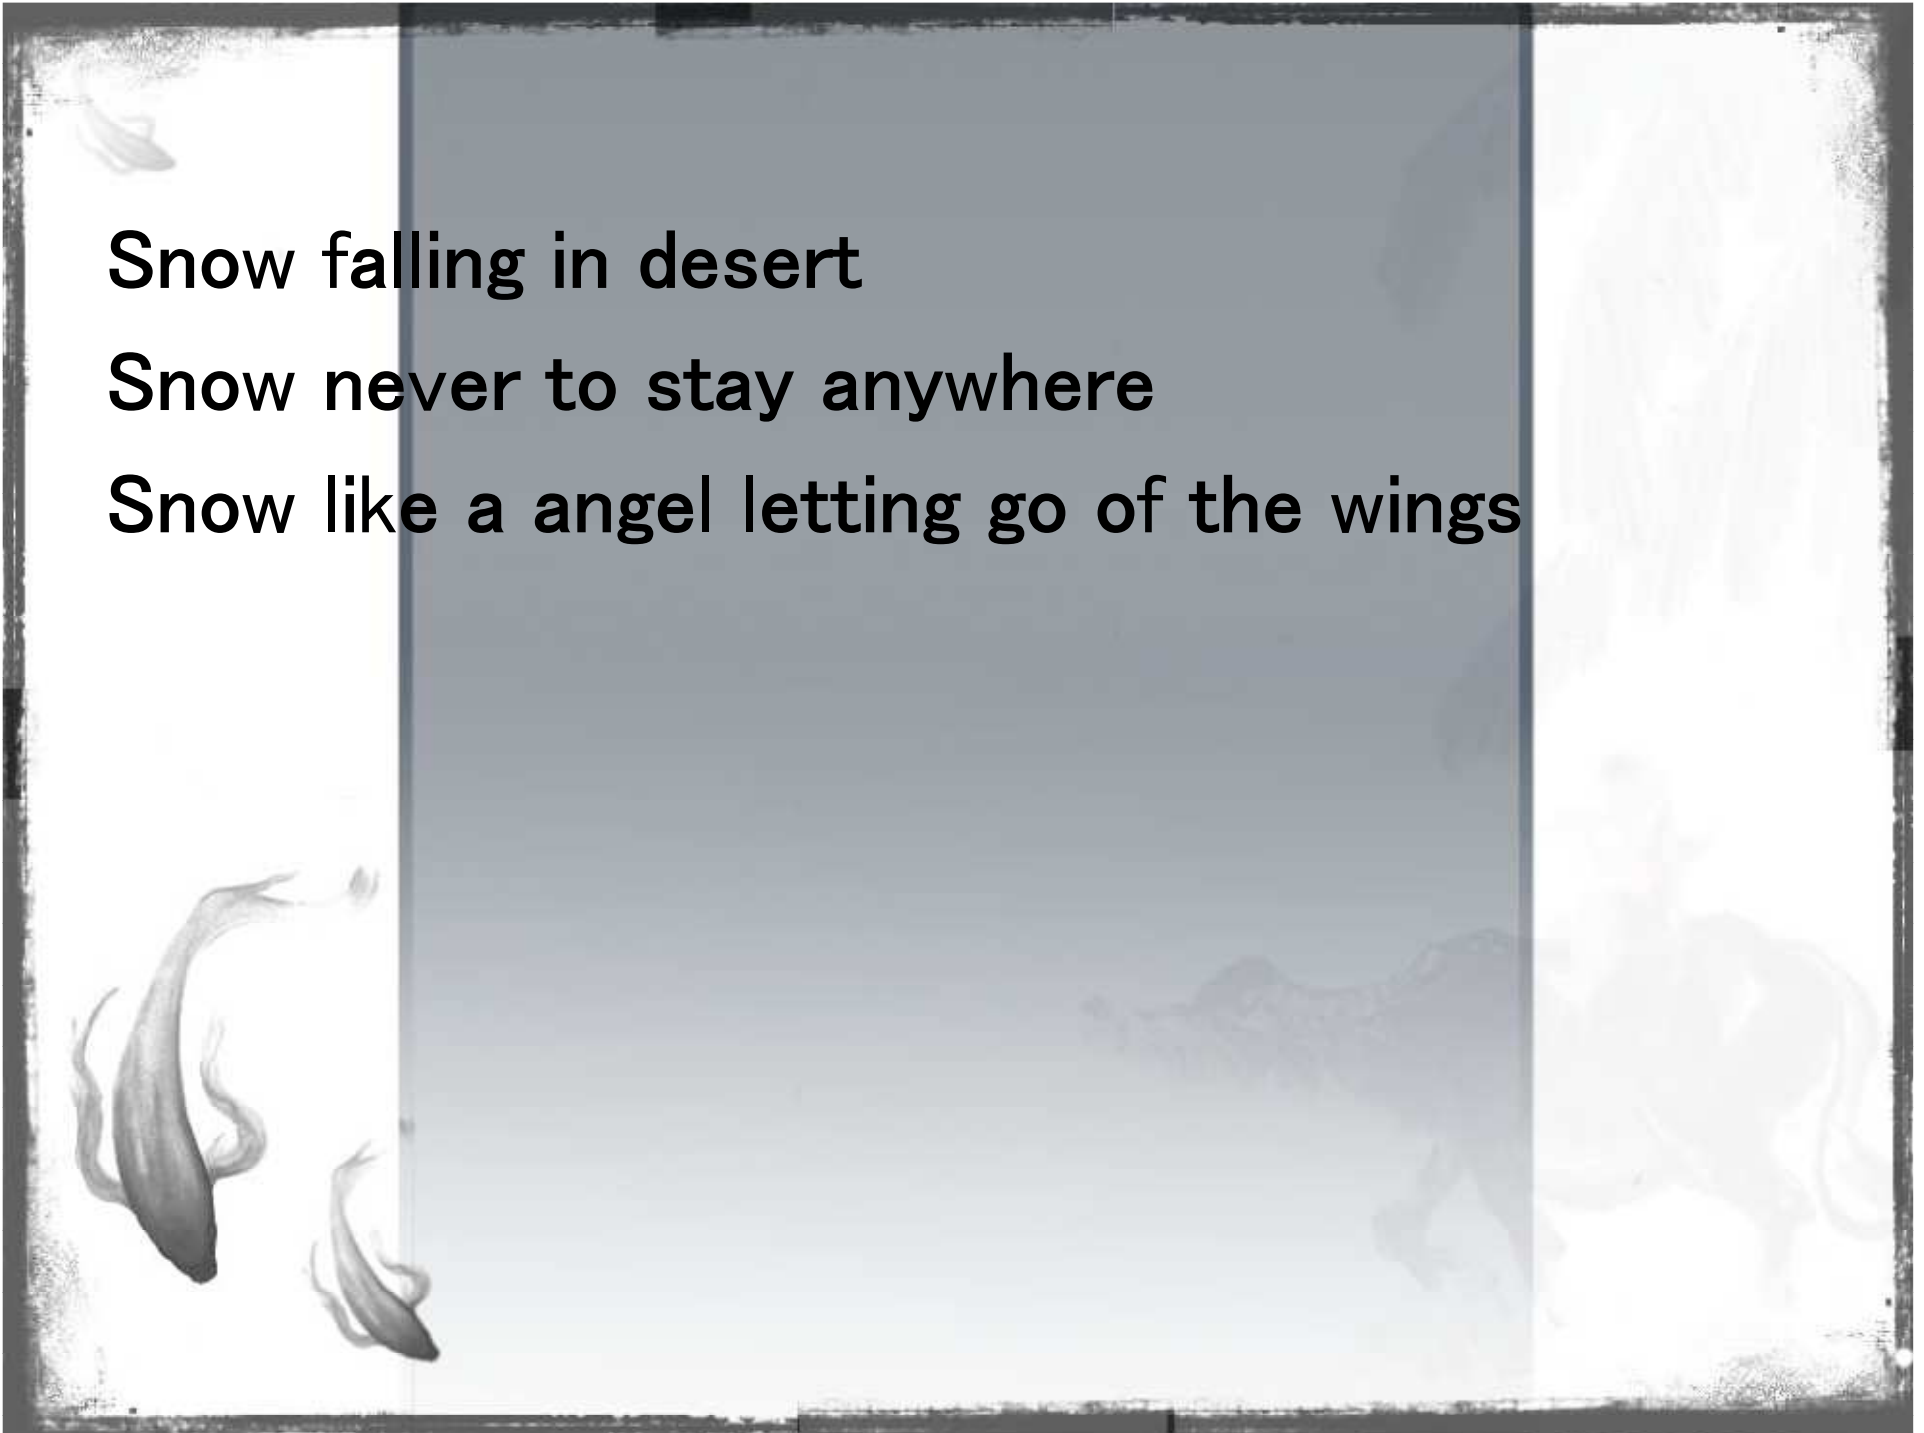 Snow falling in desert
Snow never to stay anywhere
Snow like a angel letting go of the wings